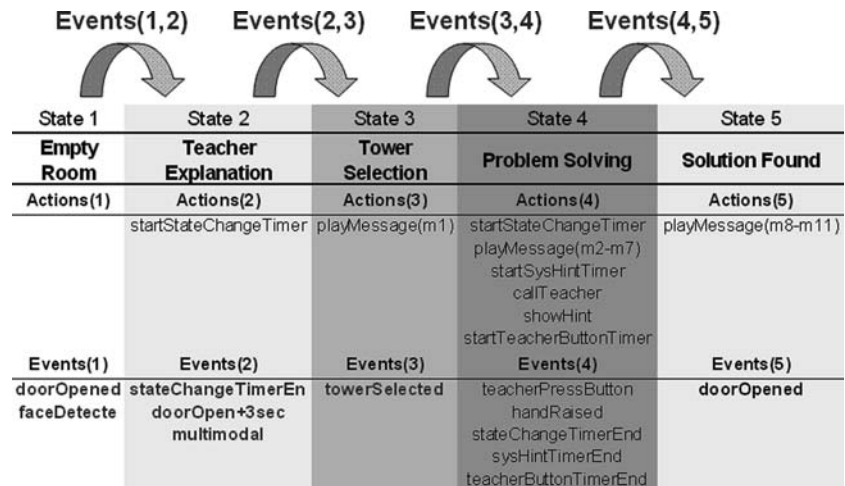 Events(1,2) Events(2,3) Events(3,4) Events(4,5)
State 1 State 2 State 3 State 4 State 5
Empty Room
Teacher Explanation
Tower Selection
Problem Solving
Solution Found
Actions(1) Actions(2) Actions(3) Actions(4) Actions(5)
startStateChangeTimer
playMessage(m1)
startStateChangeTimer
playMessage(m2-m7)
startSysHintTimer
callTeacher
showHint
startTeacherButtonTimer
playMessage(m8-m11)
Events(1) Events(2) Events(3) Events(4) Events(5)
doorOpened
faceDetecte
stateChangeTimerEn
doorOpen+3sec
multimodal
towerSelected
teacherPressButton
handRaised
stateChangeTimerEnd
sysHintTimerEnd
teacherButtonTimerEnd
doorOpened